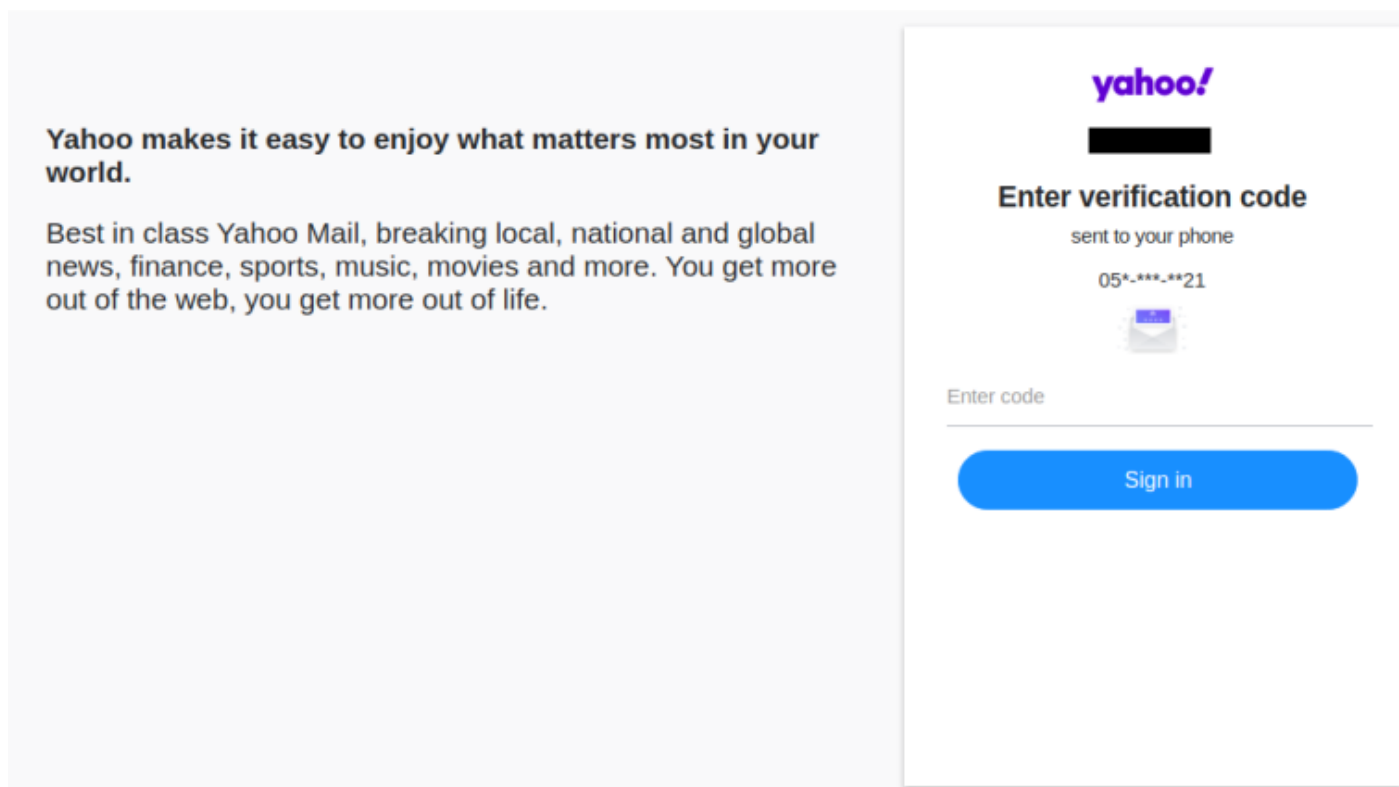 Yahoo makes it easy to enjoy what matters most in your
world.
Best in class Yahoo Mail, breaking local, national and global
news, finance, sports, music, movies and more. You get more
out of the web, you get more out of life.
yahoo!
Enter verification code
sent to your phone
05*-***-**21
Enter code
Sign in